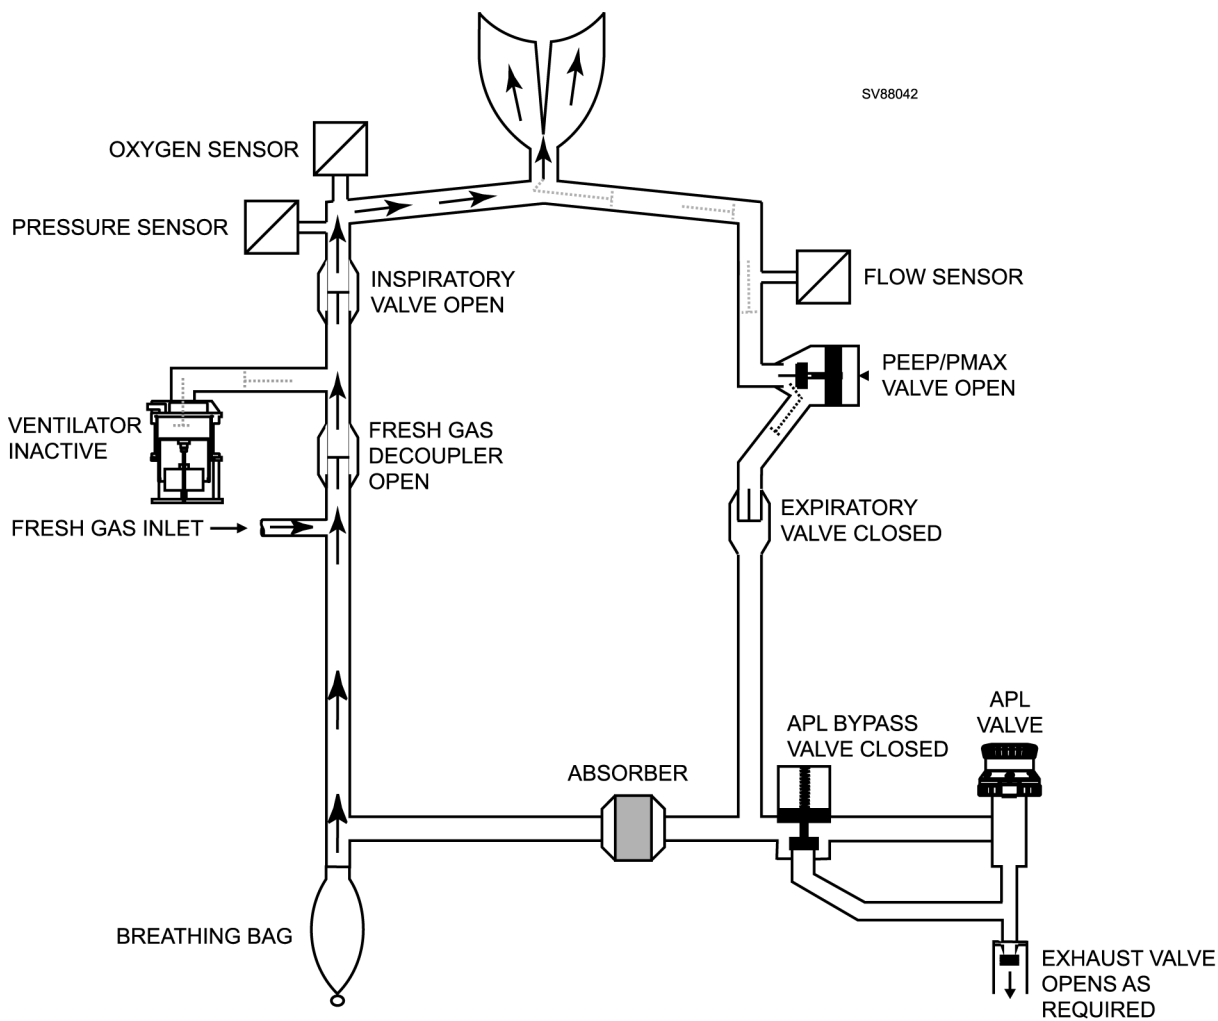 SV88042
OXYGEN SENSOR
PRESSURE SENSOR
INSPIRATORY
VALVE OPEN
FLOW SENSOR
PEEP/PMAX
VALVE OPEN
VENTILATOR
INACTIVE
FRESH GAS
DECOUPLER
OPEN
FRESH GAS INLET
EXPIRATORY
VALVE CLOSED
APL
VALVE
APL BYPASS
VALVE CLOSED
ABSORBER
BREATHING BAG
EXHAUST VALVE
OPENS AS
REQUIRED